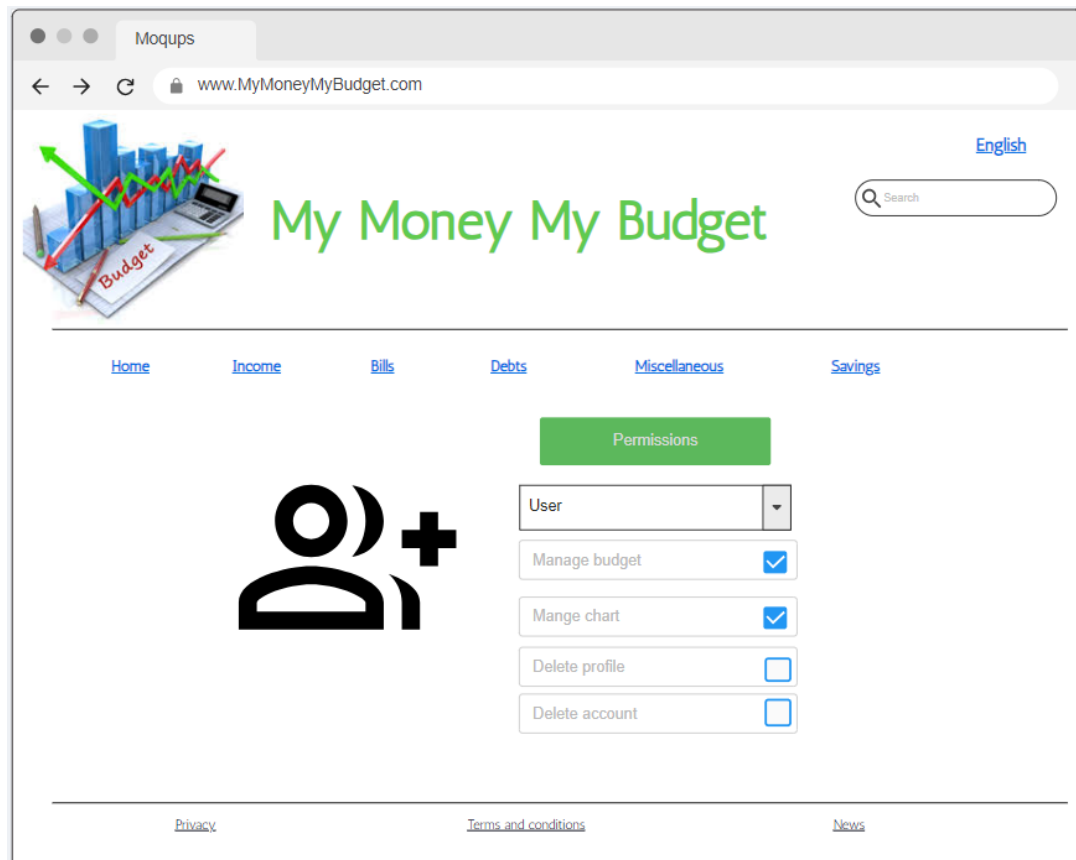 Moqups
www.MyMoneyMyBudget.com
English
Search
My Money My Budget
Budget
Home Income Bills Debts Miscellaneous Savings
Permissions
User
Manage budget
Mange chart
Delete profile
Delete account
Privacy Terms and conditions News